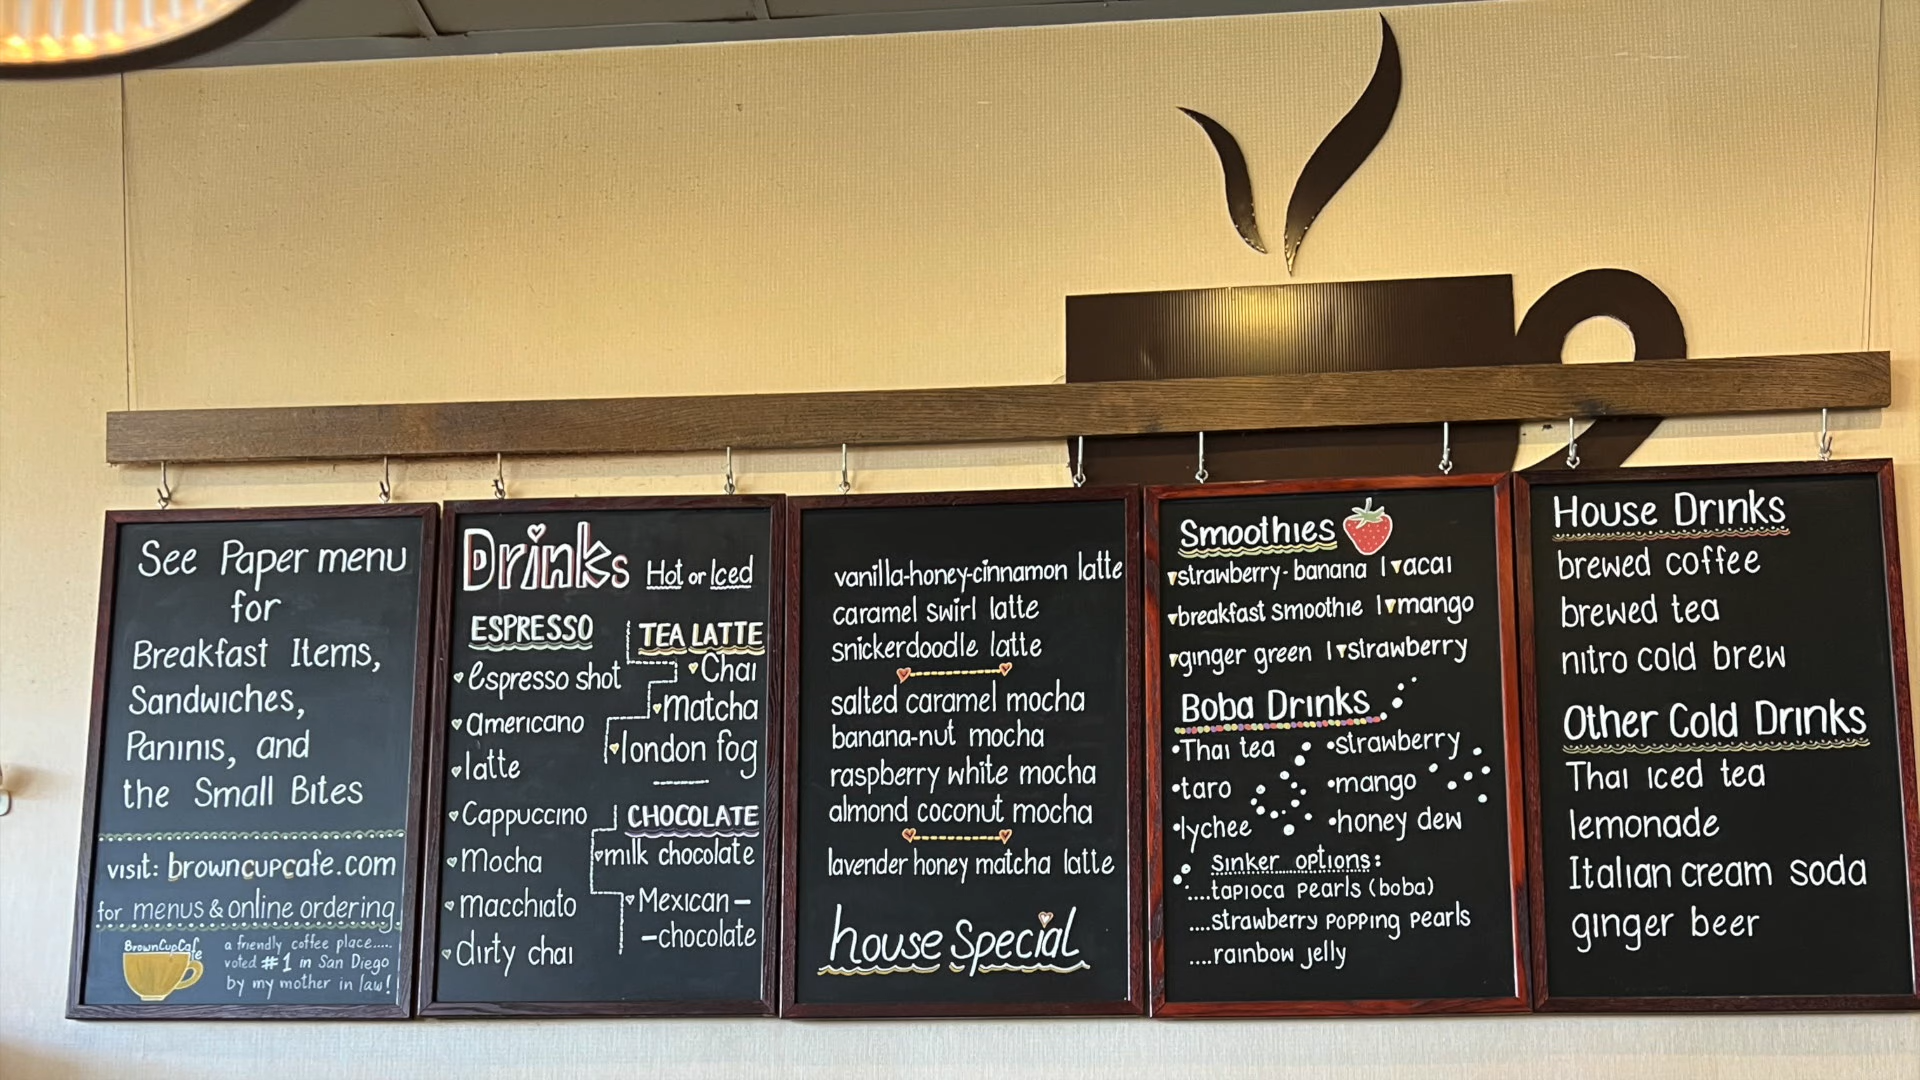 See Paper menu
for
Breakfast Items,
Sandwiches,
Paninis, and
the Small Bites
visit: browncupcafe.com
for menus & online ordering
BrownCupCafe
a friendly coffee place.....
voted #1 in San Diego
by my mother in law!
Drinks Hot or Iced
ESPRESSO
espresso shot
americano
latte
Cappuccino
mocha
macchiato
dirty chai
TEA LATTE
Chai
matcha
london fog
CHOCOLATE
milk chocolate
Mexican-
-chocolate
vanilla-honey-cinnamon latte
caramel swirl latte
snickerdoodle latte
salted caramel mocha
banana-nut mocha
raspberry white mocha
almond coconut mocha
lavender honey matcha latte
house Special
Smoothies
strawberry-banana | acai
breakfast smoothie | mango
ginger green | strawberry
Boba Drinks
•Thai tea •strawberry
•taro •mango
•lychee •honey dew
sinker options:
....tapioca pearls (boba)
....strawberry popping pearls
....rainbow jelly
House Drinks
brewed coffee
brewed tea
nitro cold brew
Other Cold Drinks
Thai iced tea
lemonade
Italian cream soda
ginger beer